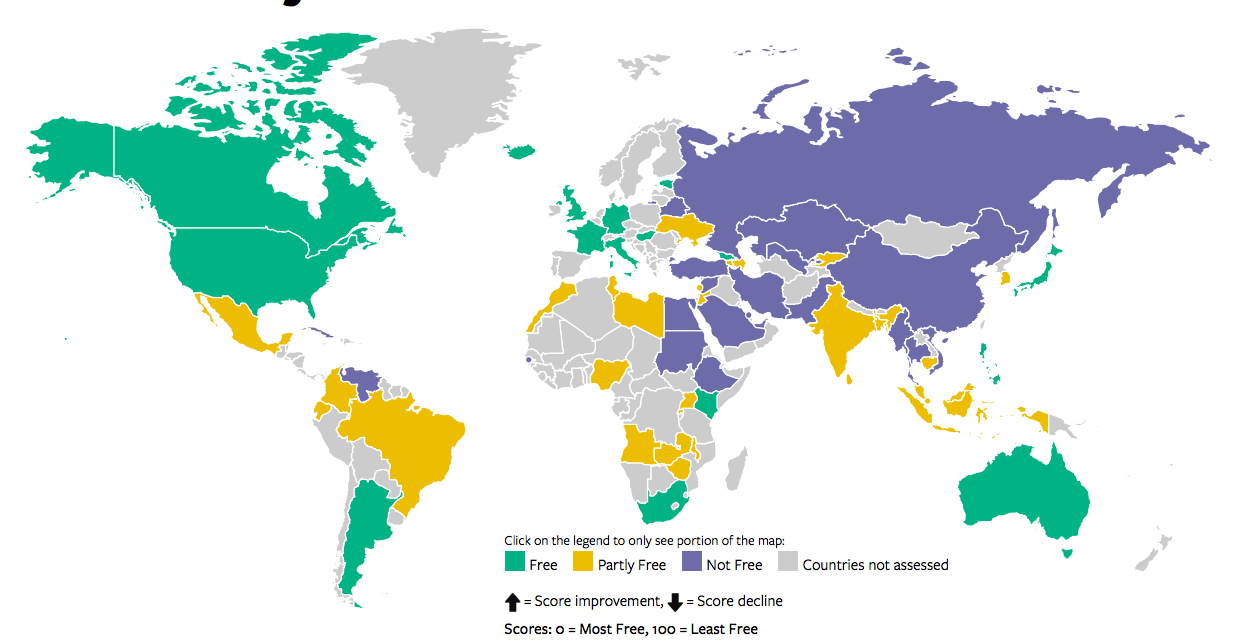 Click on the legend to only see portion of the map:
Free Partly Free Not Free Countries not assessed
= Score improvement, = Score decline
Scores: 0 = Most Free, 100 = Least Free